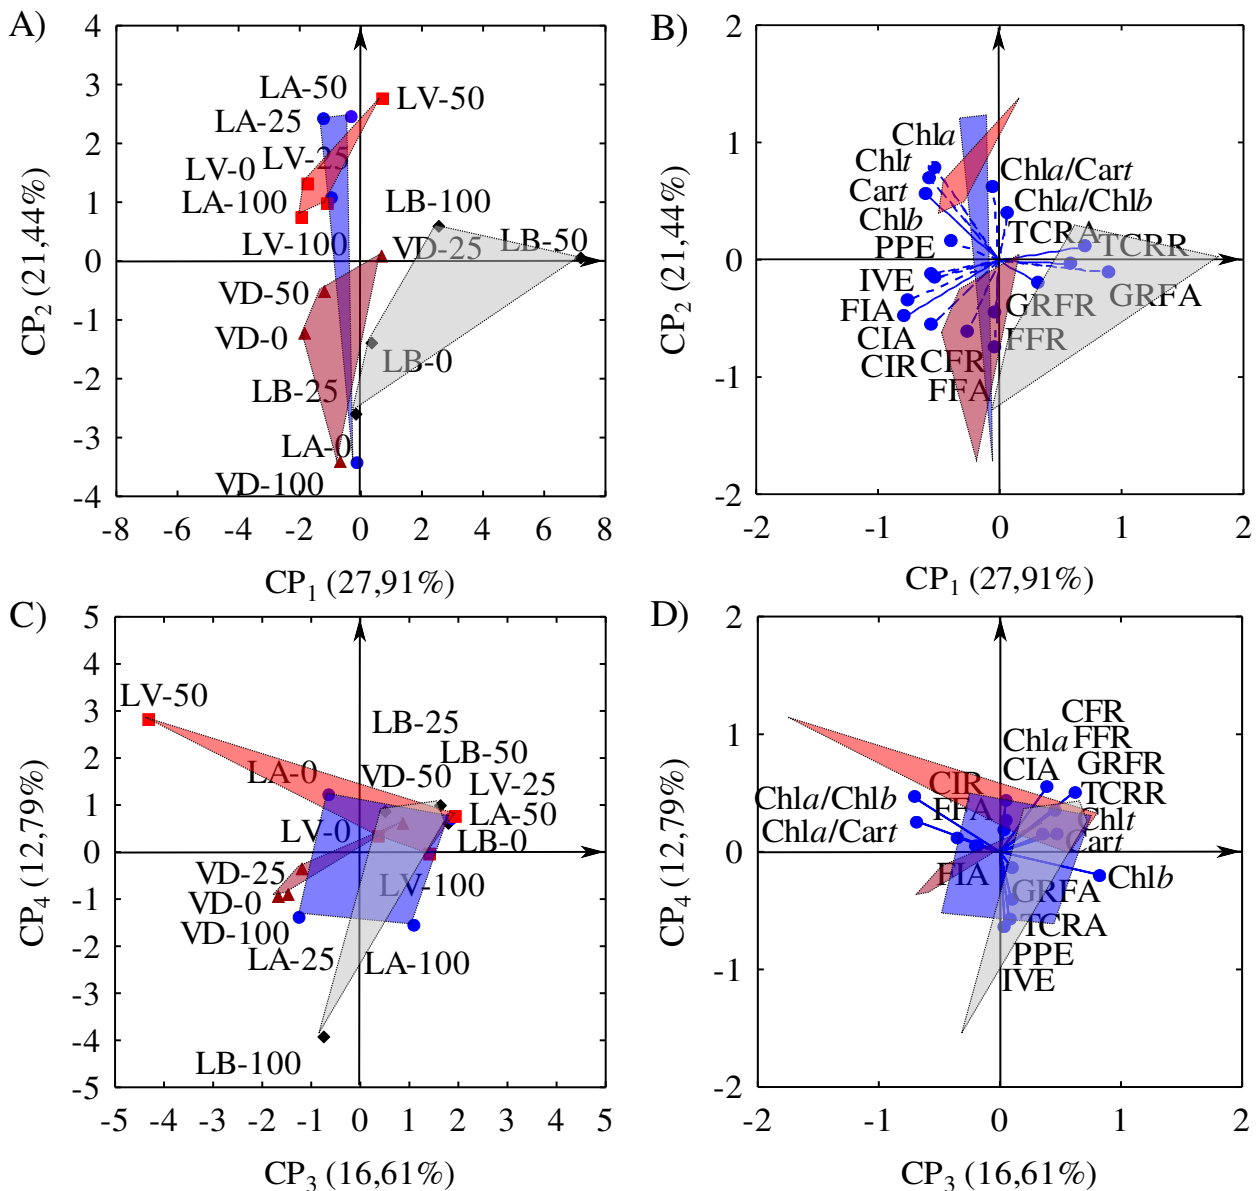 A)
4
3
2
1
0
-1
-2
-3
-4
-8
-6
-4
-2
0
2
4
6
8
CP2 (21,44%)
CP1 (27,91%)
LA-50
LV-50
LA-25
LV-25
LV-0
LA-100
LB-100
LV-100
VD-25
LB-50
VD-50
VD-0
LB-0
LB-25
LA-0
VD-100
B)
2
1
0
-1
-2
-2
-1
0
1
2
CP2 (21,44%)
CP1 (27,91%)
Chla
Chlt
Chla/Cart
Cart
Chla/Chlb
Chlb
TCRA
PPE
TCRR
IVE
GRFA
FIA
GRFR
CIA
FFR
CIR
CFR
FFA
C)
5
4
3
2
1
0
-1
-2
-3
-4
-5
-5
-4
-3
-2
-1
0
1
2
3
4
5
CP4 (12,79%)
CP3 (16,61%)
LV-50
LB-25
LB-50
LA-0
VD-50
LV-25
LA-50
LV-0
LB-0
VD-25
LV-100
VD-0
VD-100
LA-25
LA-100
LB-100
D)
2
1
0
-1
-2
-2
-1
0
1
2
CP4 (12,79%)
CP3 (16,61%)
CFR
Chla
FFR
CIA
GRFR
CIR
TCRR
Chla/Chlb
FFA
Chlt
Chla/Cart
Cart
FIA
Chlb
GRFA
TCRA
PPE
IVE